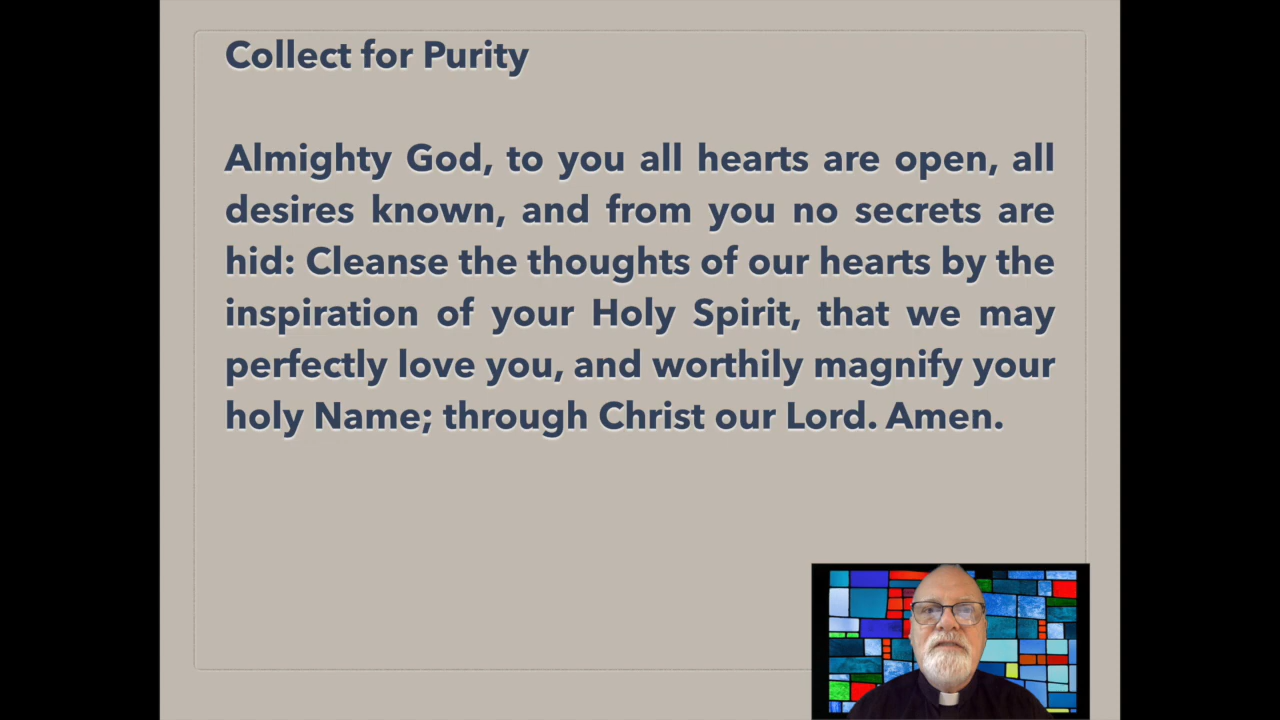 Collect for Purity
Almighty God, to you all hearts are open, all
desires known, and from you no secrets are
hid: Cleanse the thoughts of our hearts by the
inspiration of your Holy Spirit, that we may
perfectly love you, and worthily magnify your
holy Name; through Christ our Lord. Amen.